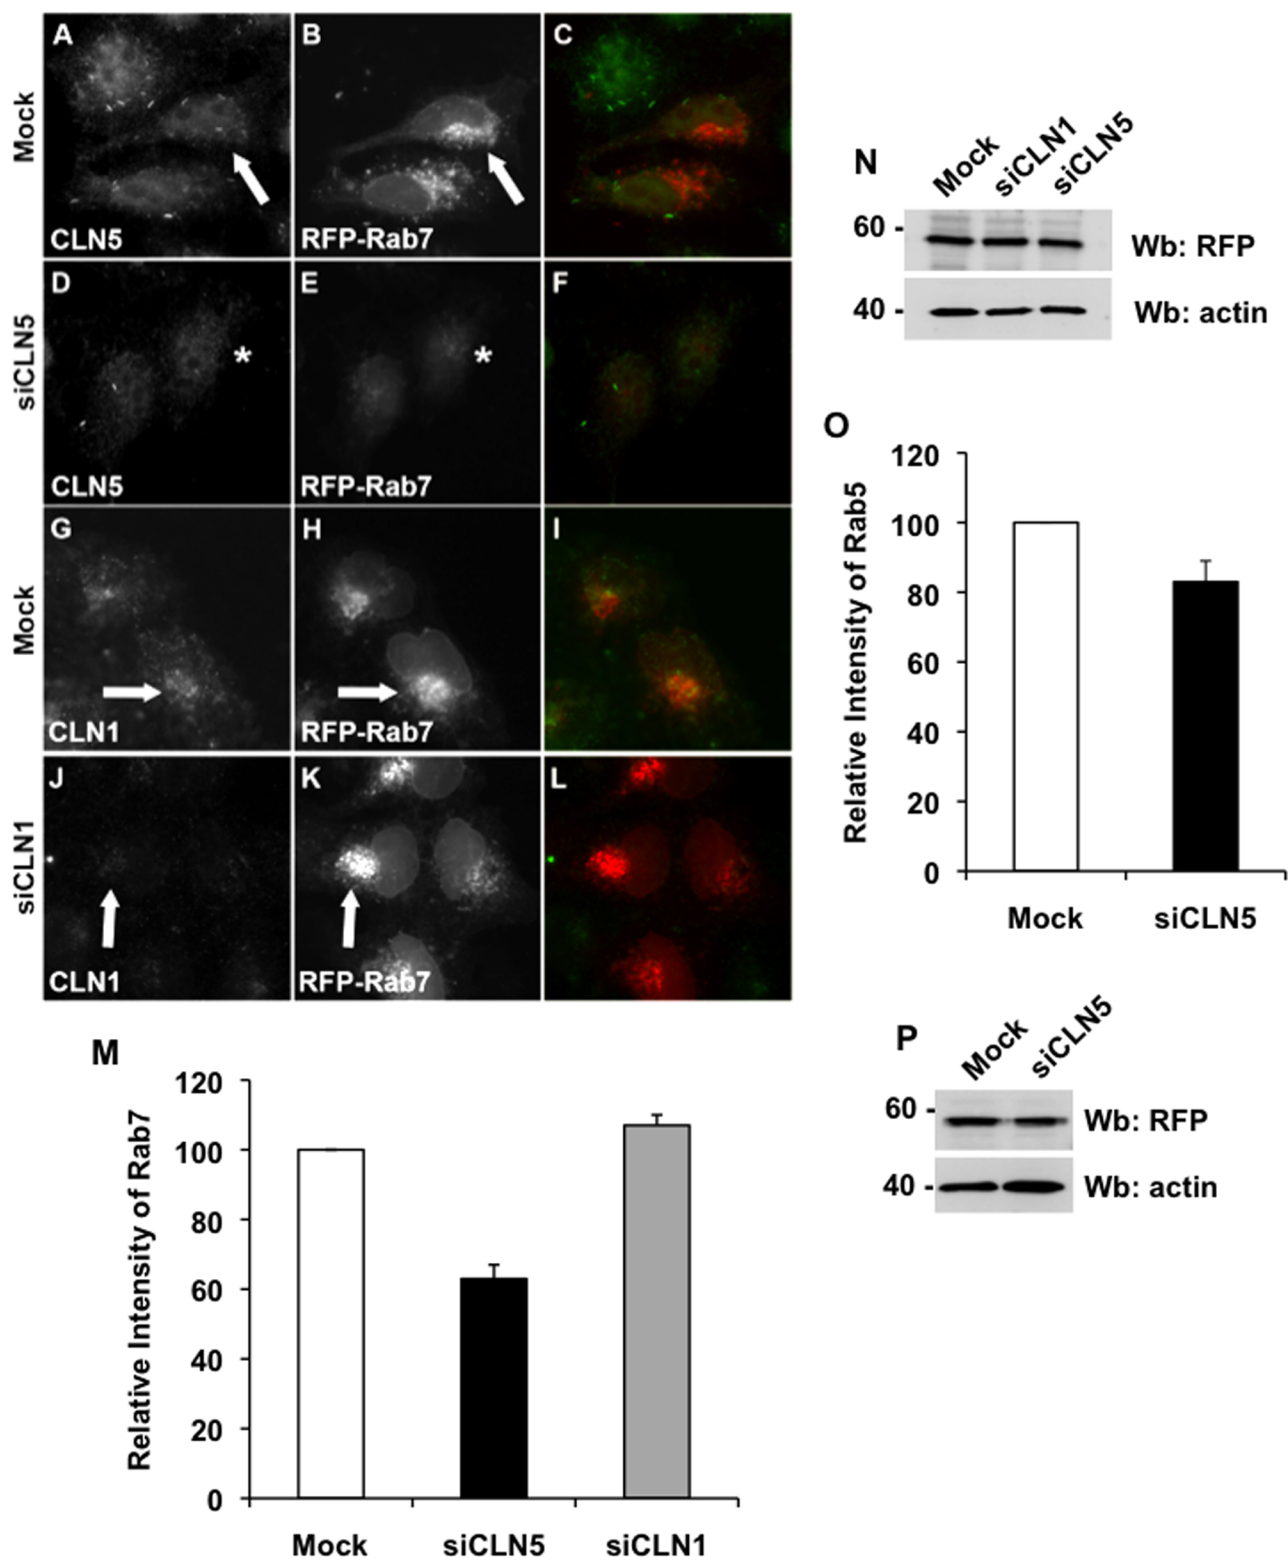 Mock
A
CLN5
B
RFP-Rab7
C
siCLN5
D
CLN5
*
E
RFP-Rab7
*
F
Mock
G
CLN1
H
RFP-Rab7
I
siCLN1
J
CLN1
K
RFP-Rab7
L
M
Relative Intensity of Rab7
120
100
80
60
40
20
0
Mock
siCLN5
siCLN1
N
Mock
siCLN1
siCLN5
60 -
Wb: RFP
40 -
Wb: actin
O
Relative Intensity of Rab5
120
100
80
60
40
20
0
Mock
siCLN5
P
Mock
siCLN5
60 -
Wb: RFP
40 -
Wb: actin